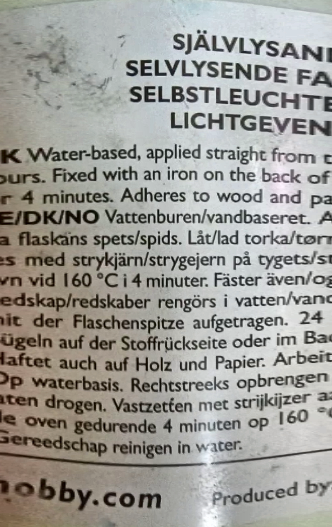 SJÄLVLYSAN
SELVLYSENDE FA
SELBSTLEUCHTE
LICHTGEVEN
K Water-based, applied straight from t
ours. Fixed with an iron on the back of
r 4 minutes. Adheres to wood and pa
E/DK/NO Vattenburen/vandbaseret. A
a flaskans spets/spids. Låt/lad torka/tørr
es med strykjärn/strygejern på tygets/st
vn vid 160 °C i 4 minuter. Fäster även/og
edskap/redskaber rengörs i vatten/vand
nit der Flaschenspitze aufgetragen. 24
ügeln auf der Stoffrückseite oder im Ba
Haftet auch auf Holz und Papier. Arbeit
Op waterbasis. Rechtstreeks opbrengen
aten drogen. Vastzetten met strijkijzer a
de oven gedurende 4 minuten op 160 °
Gereedschap reinigen in water.
hobby.com Produced by